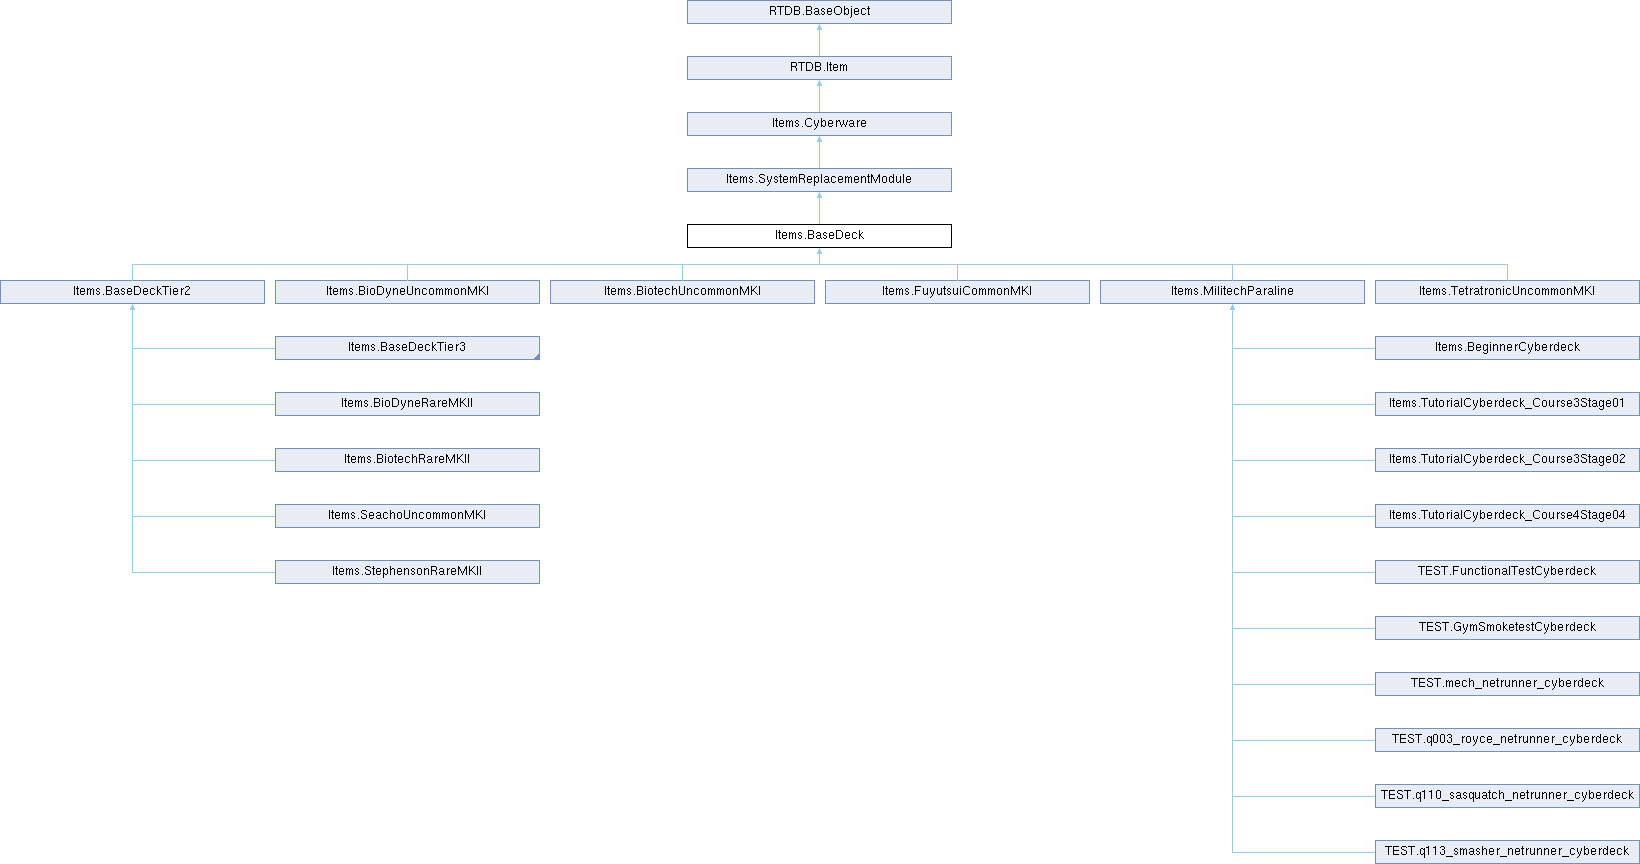 RTDB.BaseObject
RTDB.Item
Items.Cyberware
Items.SystemReplacementModule
Items.BaseDeck
Items.BaseDeckTier2
Items.BioDyneUncommonMKI
Items.BiotechUncommonMKI
Items.FuyutsuiCommonMKI
Items.MilitechParaline
Items.TetratronicUncommonMKI
Items.BaseDeckTier3
Items.BeginnerCyberdeck
Items.BioDyneRareMKII
Items.TutorialCyberdeck_Course3Stage01
Items.BiotechRareMKII
Items.TutorialCyberdeck_Course3Stage02
Items.SeachoUncommonMKI
Items.TutorialCyberdeck_Course4Stage04
Items.StephensonRareMKII
TEST.FunctionalTestCyberdeck
TEST.GymSmoketestCyberdeck
TEST.mech_netrunner_cyberdeck
TEST.q003_royce_netrunner_cyberdeck
TEST.q110_sasquatch_netrunner_cyberdeck
TEST.q113_smasher_netrunner_cyberdeck